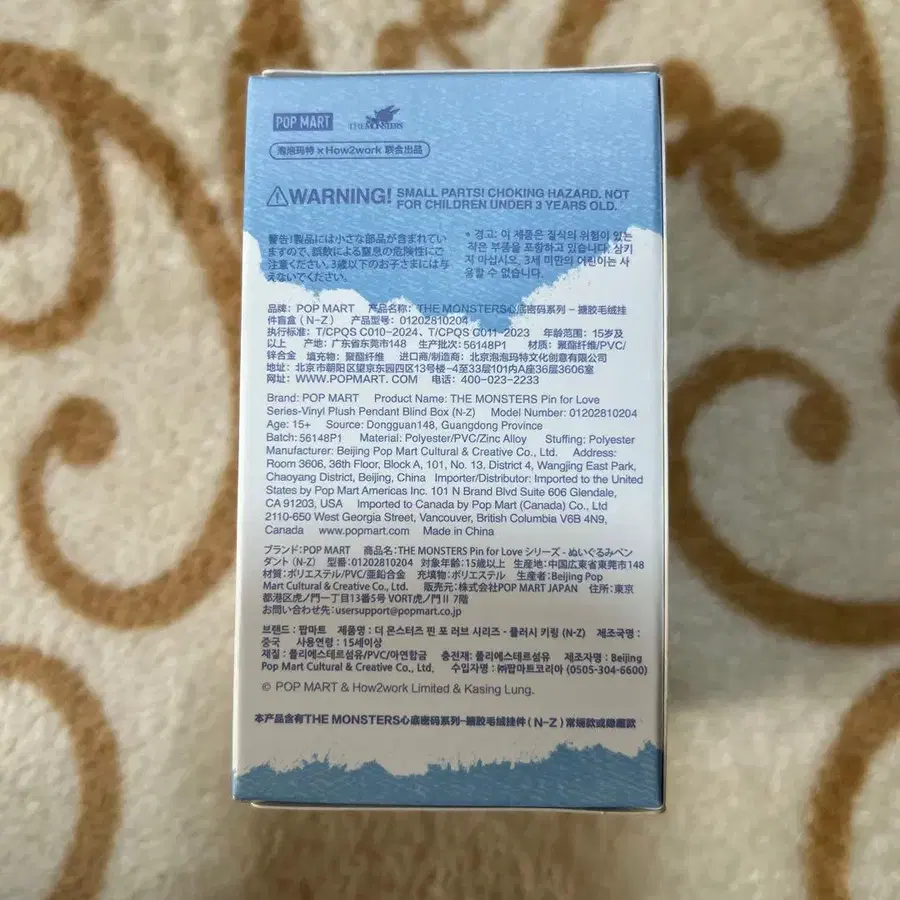 POP MART THE MONSTERS
泡泡玛特 × How2work 联合出品
⚠WARNING! SMALL PARTS! CHOKING HAZARD. NOT
FOR CHILDREN UNDER 3 YEARS OLD.
警告！製品には小さな部品が含まれてい
ますので、誤飲による窒息の危険性にご
注意ください。3歳以下のお子さまには与
えないでください。
* 경고: 이 제품은 질식의 위험이 있는
작은 부품을 포함하고 있습니다. 삼키
지 마십시오. 3세 미만의 어린이는 사
용할 수 없습니다.
品牌：POP MART 产品名称：THE MONSTERS心底密码系列 – 搪胶毛绒挂
件盲盒 (N-Z) 产品型号：01202810204
执行标准：T/CPQS C010-2024、T/CPQS C011-2023 年龄范围：15岁及
以上 产地：广东省东莞市148 生产批次：56148P1 材质：聚酯纤维/PVC/
锌合金 填充物：聚酯纤维 进口商/制造商：北京泡泡玛特文化创意有限公司
地址：北京市朝阳区望京东园四区13号楼-4至33层101内A座36层3606室
网址：WWW.POPMART. COM 电话：400-023-2233
Brand: POP MART Product Name: THE MONSTERS Pin for Love
Series-Vinyl Plush Pendant Blind Box (N-Z) Model Number: 01202810204
Age: 15+ Source: Dongguan148, Guangdong Province
Batch: 56148P1 Material: Polyester/PVC/Zinc Alloy Stuffing: Polyester
Manufacturer: Beijing Pop Mart Cultural & Creative Co., Ltd. Address:
Room 3606, 36th Floor, Block A, 101, No. 13, District 4, Wangjing East Park,
Chaoyang District, Beijing, China Importer/Distributor: Imported to the United
States by Pop Mart Americas Inc. 101 N Brand Blvd Suite 606 Glendale,
CA 91203, USA Imported to Canada by Pop Mart (Canada) Co., Ltd
2110-650 West Georgia Street, Vancouver, British Columbia V6B 4N9,
Canada www.popmart.com Made in China
ブランド：POP MART 商品名：THE MONSTERS Pin for Love シリーズ - ぬいぐるみペン
ダント (N-Z) 型番：01202810204 対象年齢：15歳以上 生産地：中国広東省東莞市148
材質：ポリエステル/PVC/亜鉛合金 充填物：ポリエステル 生産者：Beijing Pop
Mart Cultural & Creative Co., Ltd. 販売元：株式会社POP MART JAPAN 住所：東京
都港区虎ノ門一丁目13番5号 VORT虎ノ門Ⅱ 7階
お問い合わせ先：usersupport@popmart.co.jp
브랜드 : 팝마트 제품명 : 더 몬스터즈 핀 포 러브 시리즈 - 플러시 키링 (N-Z) 제조국명 :
중국 사용연령 : 15세이상
재질 : 폴리에스테르섬유/PVC/아연합금 충전재: 폴리에스테르섬유 제조자명 : Beijing
Pop Mart Cultural & Creative Co., Ltd. 수입자명 : ㈜팝마트코리아 (0505-304-6600)
© POP MART & How2work Limited & Kasing Lung.
本产品含有THE MONSTERS心底密码系列-搪胶毛绒挂件 (N-Z) 常规款或隐藏款